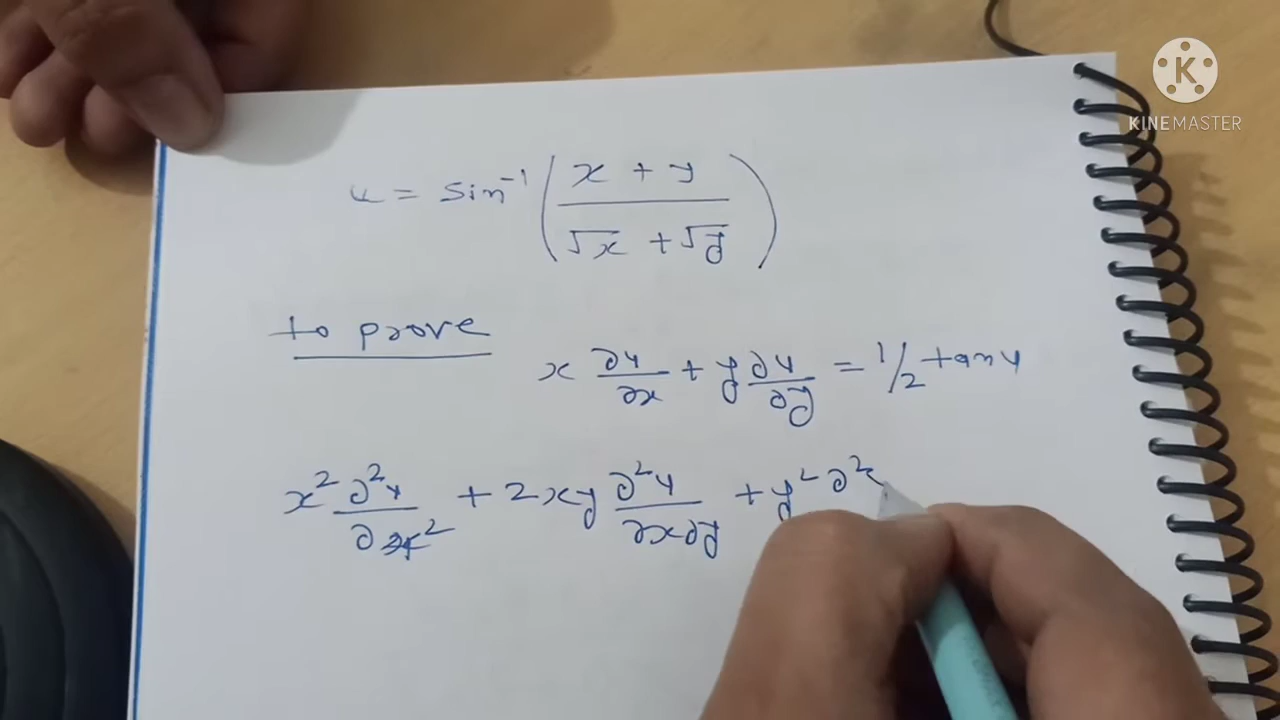 KINEMASTER
u = sin⁻¹ ( x + y / √x + √y )
to prove
x ∂u/∂x + y ∂u/∂y = 1/2 tan u
x² ∂²u/∂x² + 2xy ∂²u/∂x∂y + y² ∂²